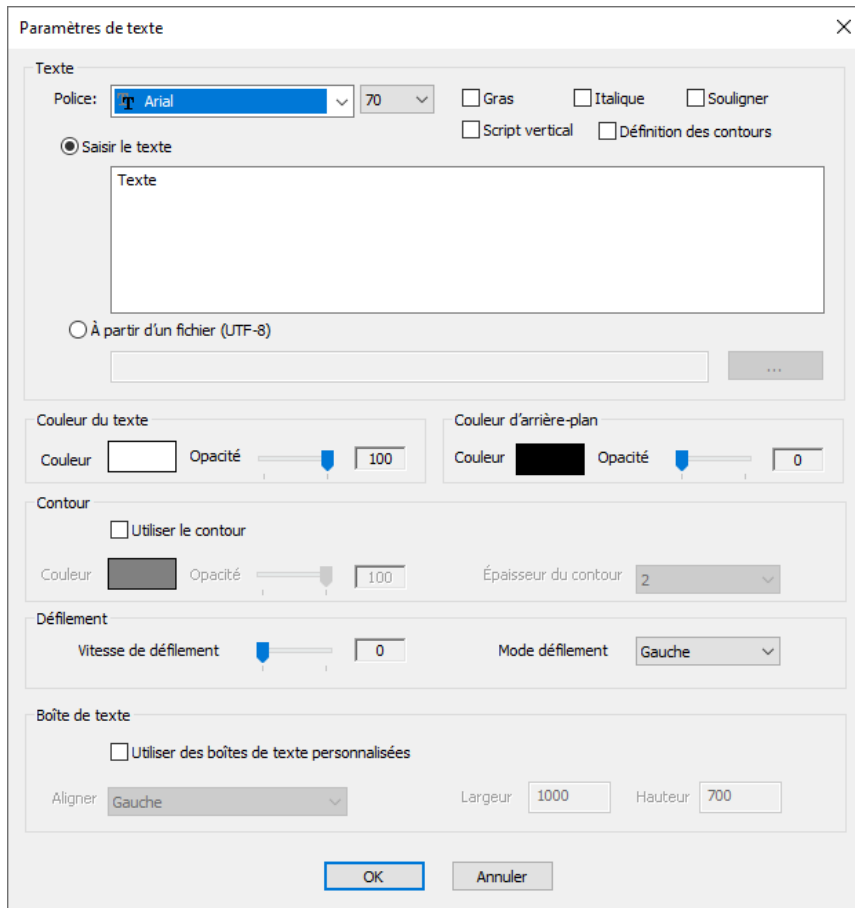 Paramètres de texte
Texte
Police: Arial 70 Gras Italique Souligner
Script vertical Définition des contours
Saisir le texte
Texte
À partir d'un fichier (UTF-8)
...
Couleur du texte Couleur d'arrière-plan
Couleur Opacité 100 Couleur Opacité 0
Contour
Utiliser le contour
Couleur Opacité 100 Épaisseur du contour 2
Défilement
Vitesse de défilement 0 Mode défilement Gauche
Boîte de texte
Utiliser des boîtes de texte personnalisées
Aligner Gauche Largeur 1000 Hauteur 700
OK Annuler